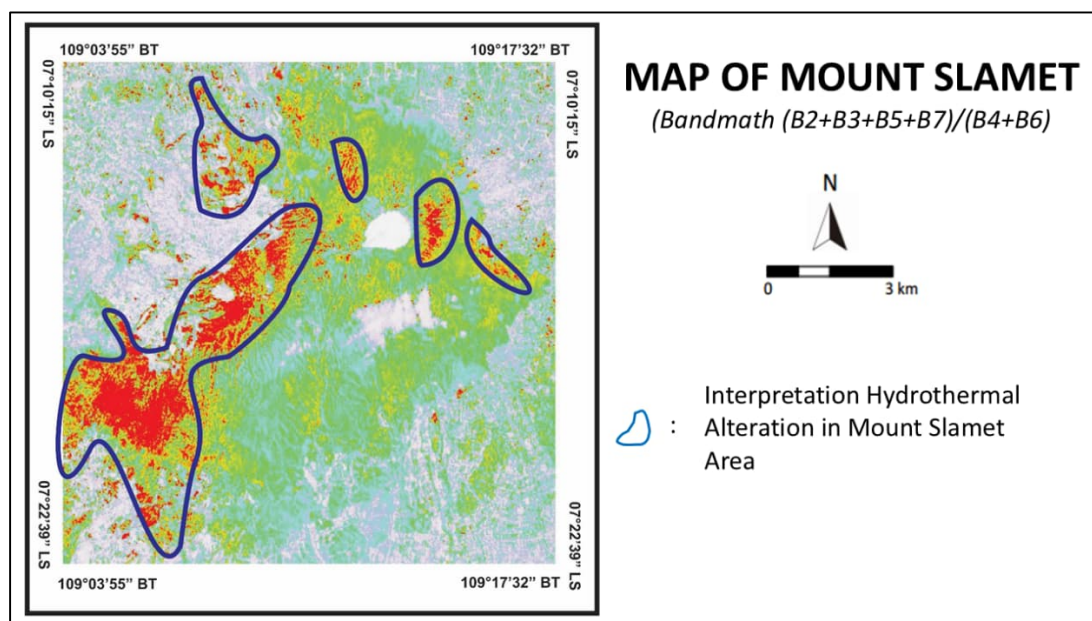 109°03'55" BT
109°17'32" BT
07°10'15" LS
07°10'15" LS
MAP OF MOUNT SLAMET
(Bandmath (B2+B3+B5+B7)/(B4+B6)
N
0 3 km
: Interpretation Hydrothermal
Alteration in Mount Slamet
Area
07°22'39" LS
07°22'39" LS
109°03'55" BT
109°17'32" BT